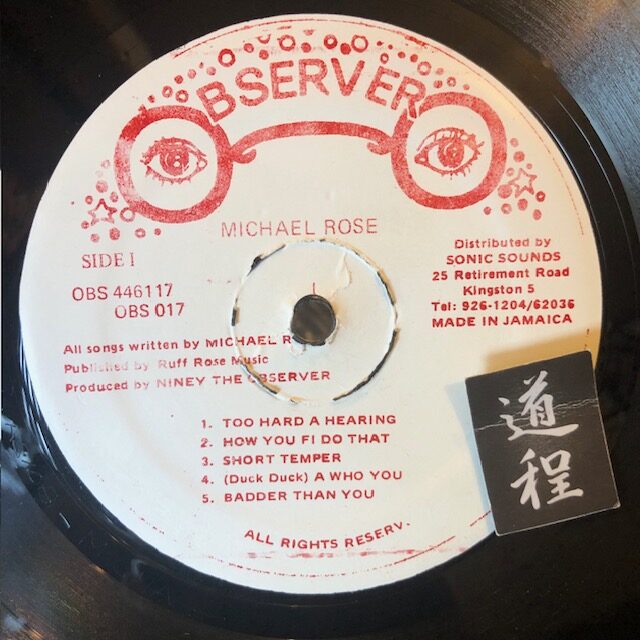 OBSERVER
MICHAEL ROSE
SIDE 1
OBS 446117
OBS 017
Distributed by
SONIC SOUNDS
25 Retirement Road
Kingston 5
Tel: 926-1204/62036
MADE IN JAMAICA
All songs written by MICHAEL R
Published by Ruff Rose Music
Produced by NINEY THE OBSERVER
1. TOO HARD A HEARING
2. HOW YOU FI DO THAT
3. SHORT TEMPER
4. (Duck Duck) A WHO YOU
5. BADDER THAN YOU
ALL RIGHTS RESERV.
道
程